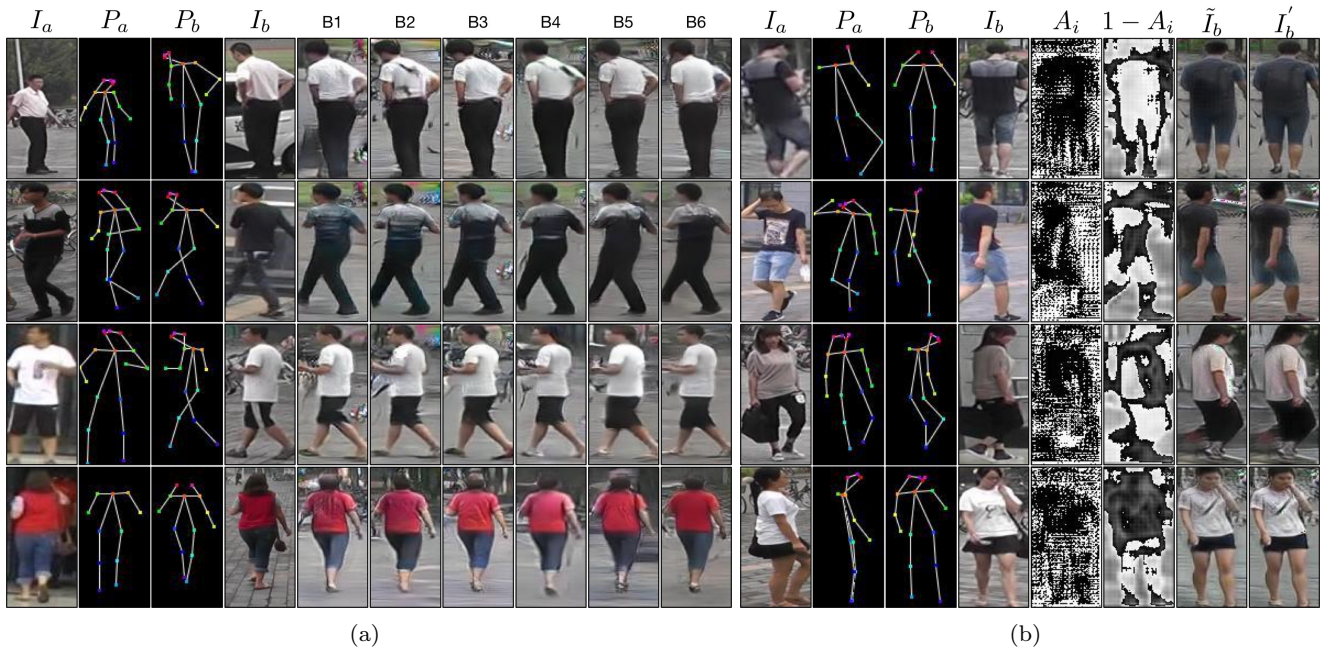 I_a P_a P_b I_b B1 B2 B3 B4 B5 B6 I_a P_a P_b I_b A_i 1 − A_i Ĩ_b I_b'
(a) (b)